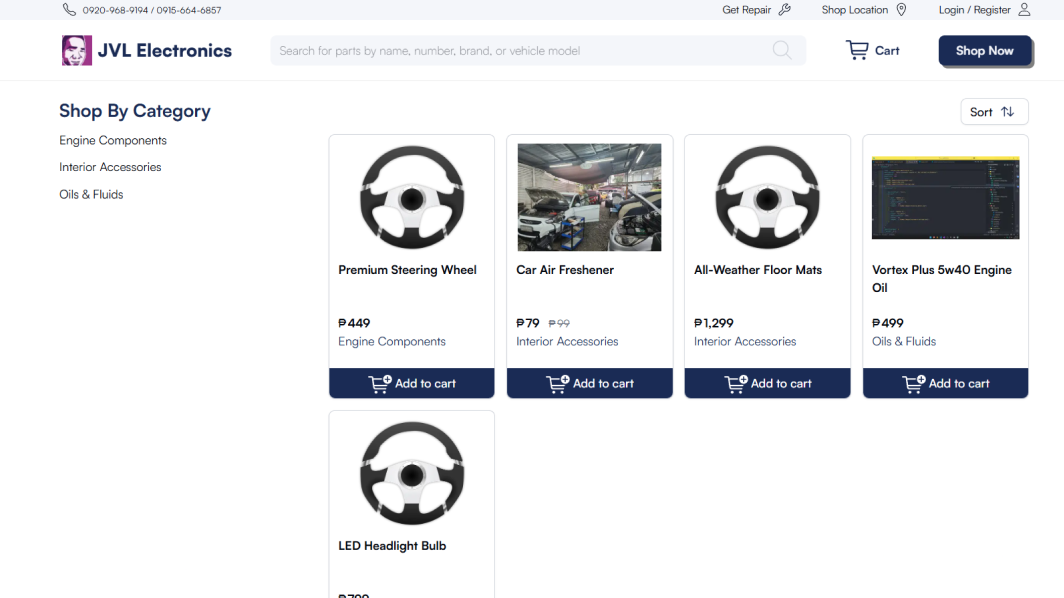 0920-968-9194 / 0915-664-6857
Get Repair
Shop Location
Login / Register
JVL Electronics
Search for parts by name, number, brand, or vehicle model
Cart
Shop Now
Shop By Category
Engine Components
Interior Accessories
Oils & Fluids
Sort
Premium Steering Wheel
₱449
Engine Components
Add to cart
Car Air Freshener
₱79 ₱99
Interior Accessories
Add to cart
All-Weather Floor Mats
₱1,299
Interior Accessories
Add to cart
Vortex Plus 5w40 Engine
Oil
₱499
Oils & Fluids
Add to cart
LED Headlight Bulb